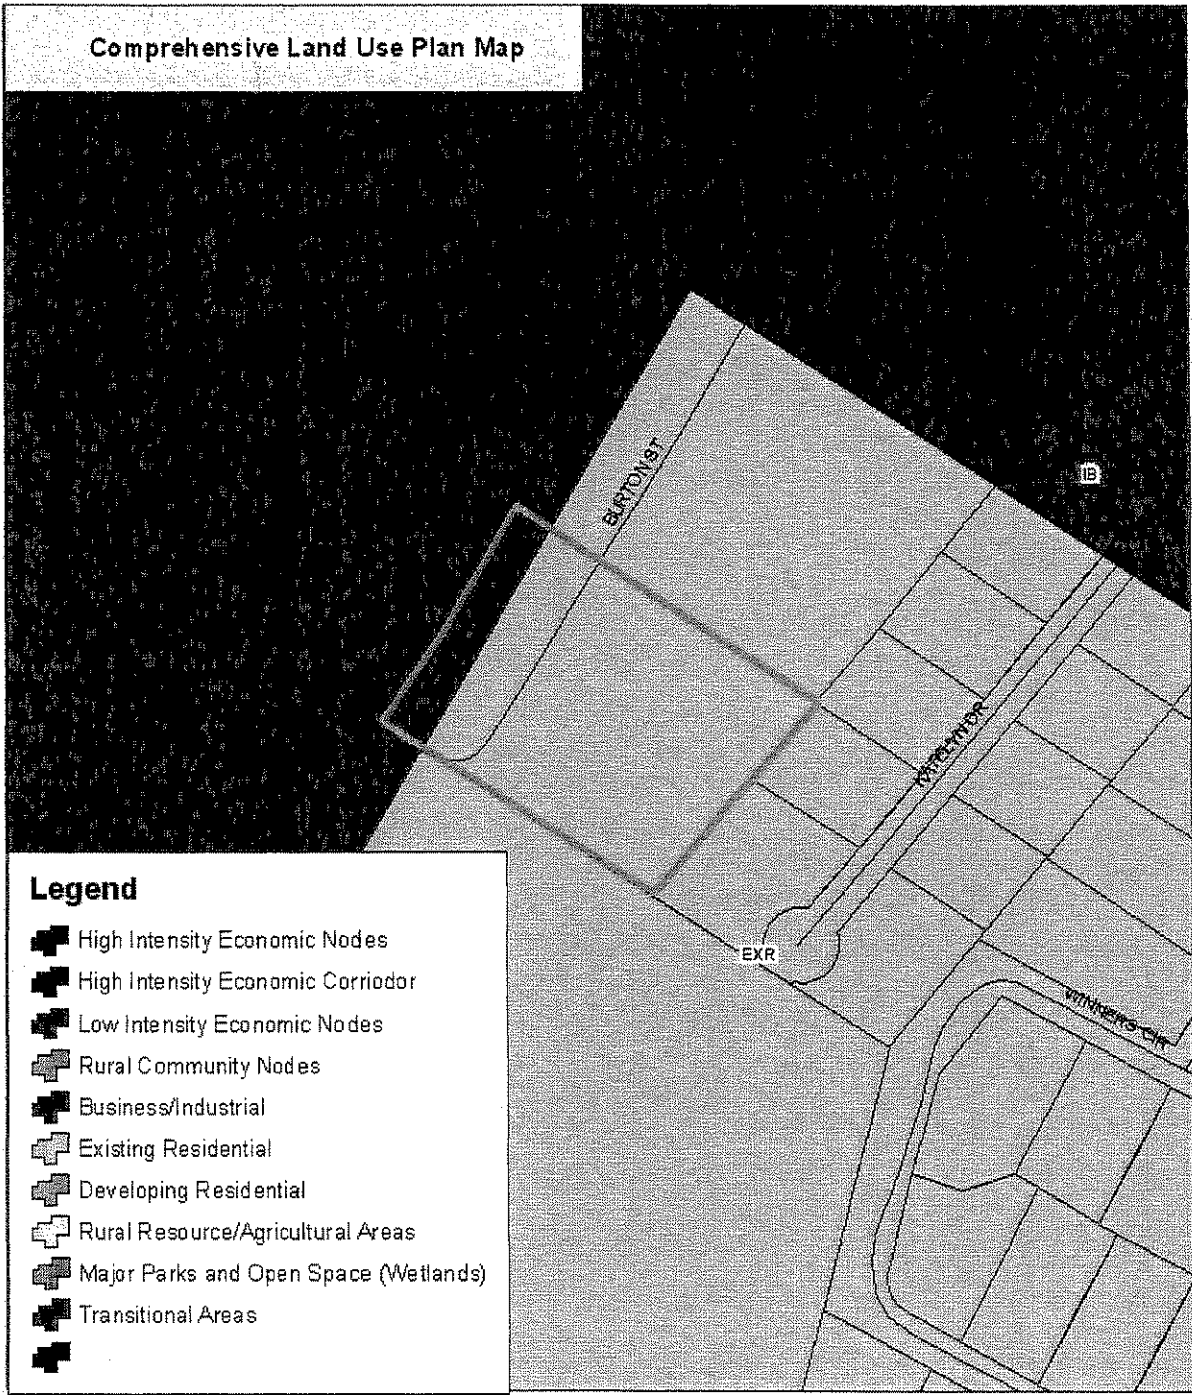 Comprehensive Land Use Plan Map
BURTON ST
IB
EXR
WINNERS CIR
Legend
High Intensity Economic Nodes
High Intensity Economic Corriodor
Low Intensity Economic Nodes
Rural Community Nodes
Business/Industrial
Existing Residential
Developing Residential
Rural Resource/Agricultural Areas
Major Parks and Open Space (Wetlands)
Transitional Areas